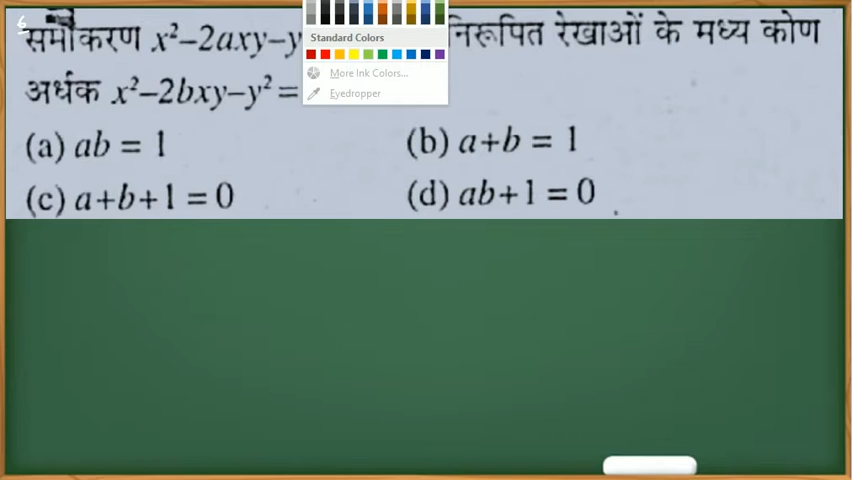 6
समीकरण x²–2axy–y
निरूपित रेखाओं के मध्य कोण
अर्धक x²–2bxy–y² =
(a) ab = 1
(b) a+b = 1
(c) a+b+1 = 0
(d) ab+1 = 0
Standard Colors
More Ink Colors...
Eyedropper